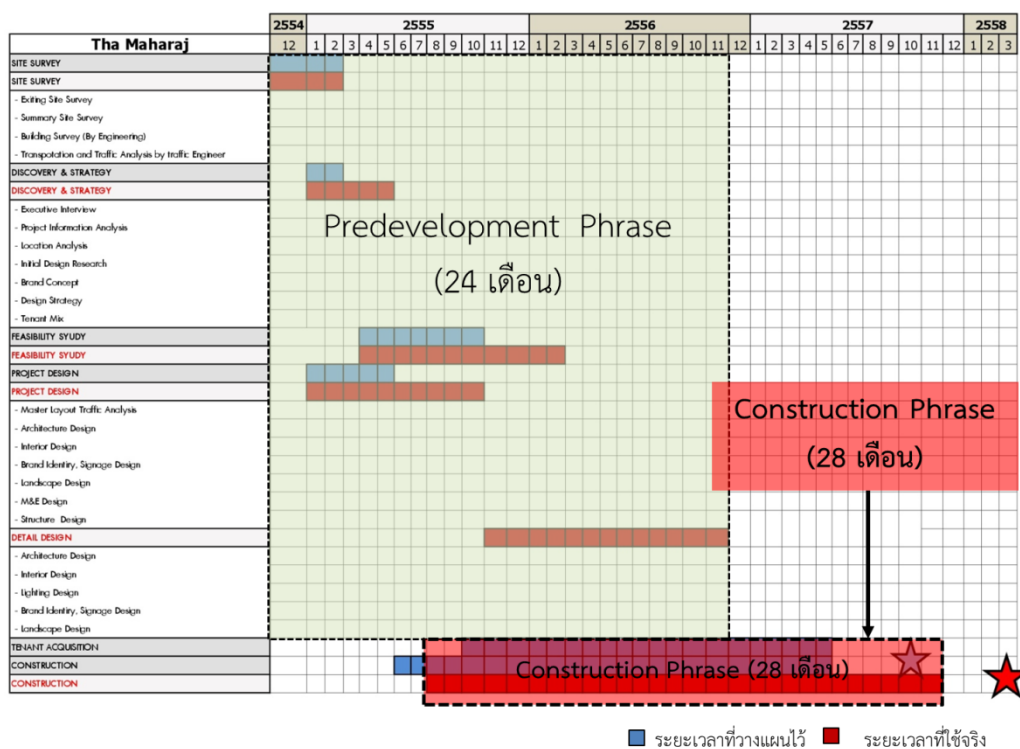 2554 2555 2556 2557 2558
Tha Maharaj 12 1 2 3 4 5 6 7 8 9 10 11 12 1 2 3 4 5 6 7 8 9 10 11 12 1 2 3 4 5 6 7 8 9 10 11 12 1 2 3
SITE SURVEY
SITE SURVEY
- Exiting Site Survey
- Summary Site Survey
- Building Survey (By Engineering)
- Transpotation and Traffic Analysis by traffic Engineer
DISCOVERY & STRATEGY
DISCOVERY & STRATEGY
- Executive Interview
- Project Information Analysis
- Location Analysis
- Initial Design Research
- Brand Concept
- Design Strategy
- Tenant Mix
Predevelopment Phrase
(24 เดือน)
FEASIBILITY SYUDY
FEASIBILITY SYUDY
PROJECT DESIGN
PROJECT DESIGN
- Master Layout Traffic Analysis
- Architecture Design
- Interior Design
- Brand Identiry, Signage Design
- Landscape Design
- M&E Design
- Structure Design
Construction Phrase
(28 เดือน)
DETAIL DESIGN
- Architecture Design
- Interior Design
- Lighting Design
- Brand Identiry, Signage Design
- Landscape Design
TENANT ACQUISITION
CONSTRUCTION
Construction Phrase (28 เดือน)
CONSTRUCTION
ระยะเวลาที่วางแผนไว้ ระยะเวลาที่ใช้จริง